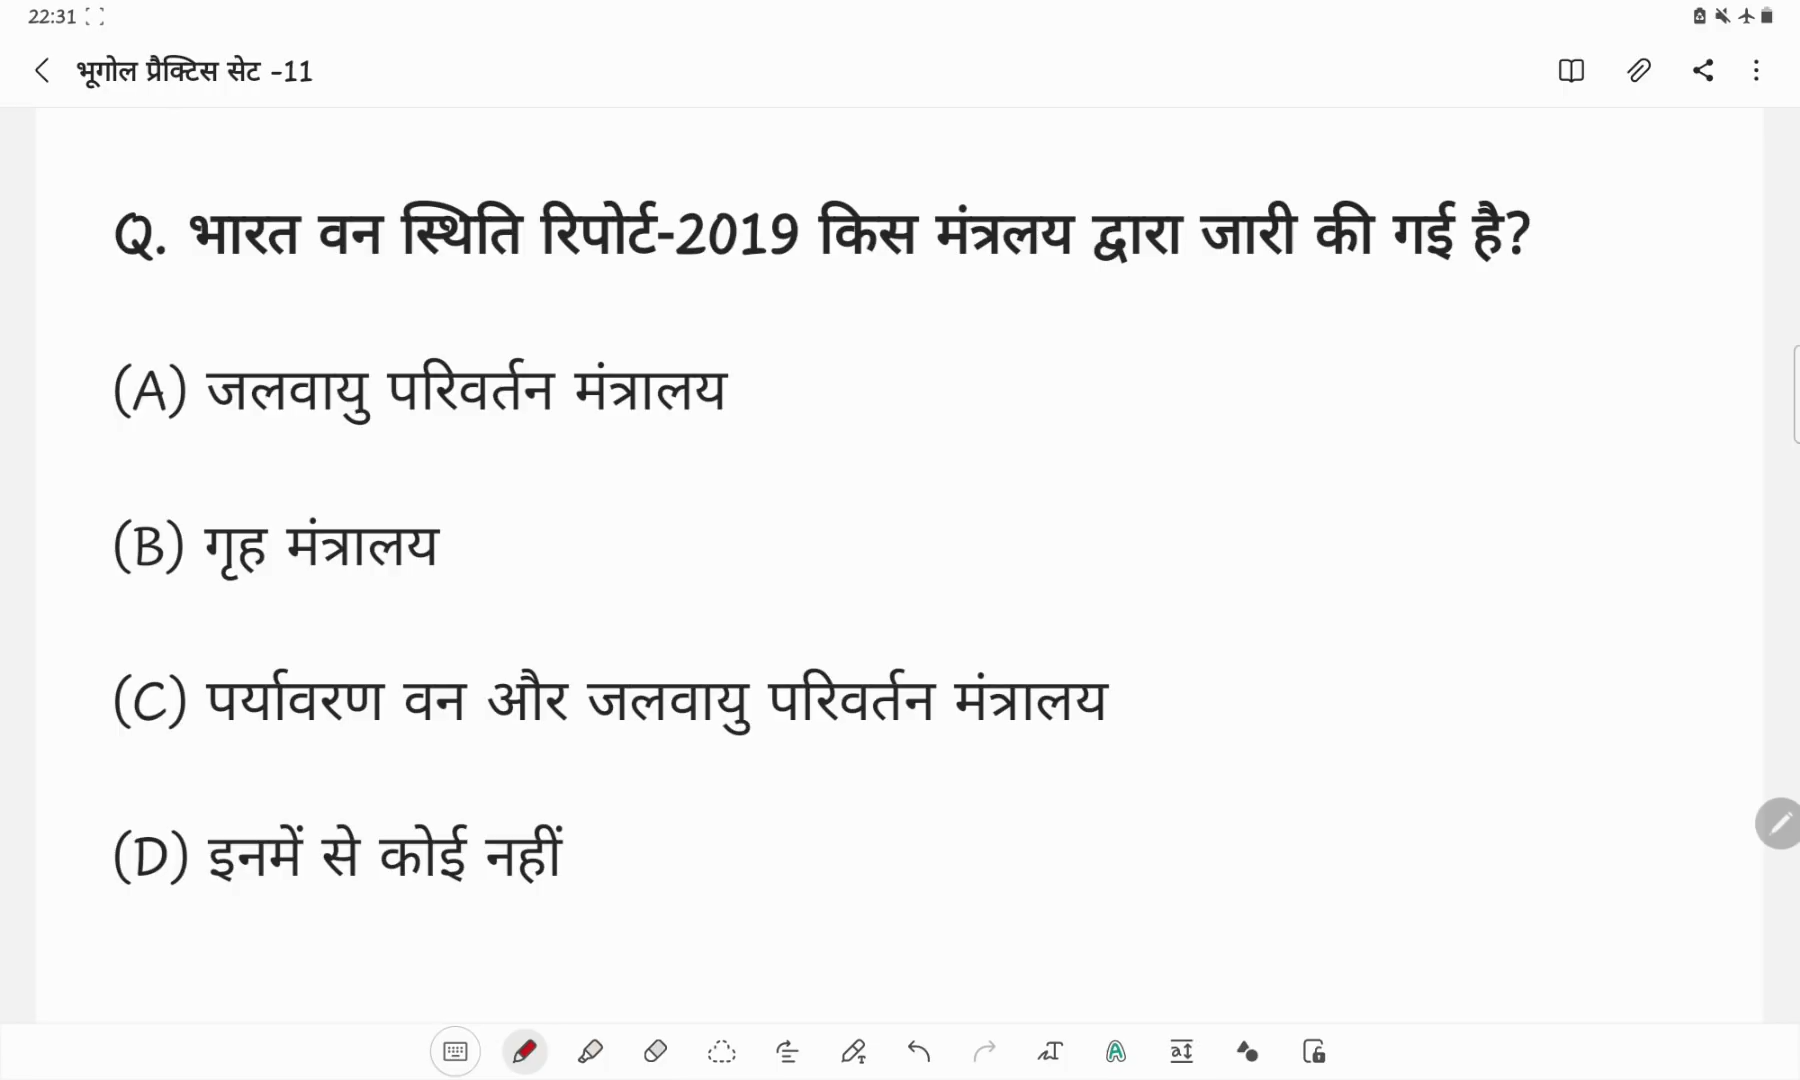 22:31
भूगोल प्रैक्टिस सेट -11
Q. भारत वन स्थिति रिपोर्ट-2019 किस मंत्रलय द्वारा जारी की गई है?
(A) जलवायु परिवर्तन मंत्रालय
(B) गृह मंत्रालय
(C) पर्यावरण वन और जलवायु परिवर्तन मंत्रालय
(D) इनमें से कोई नहीं